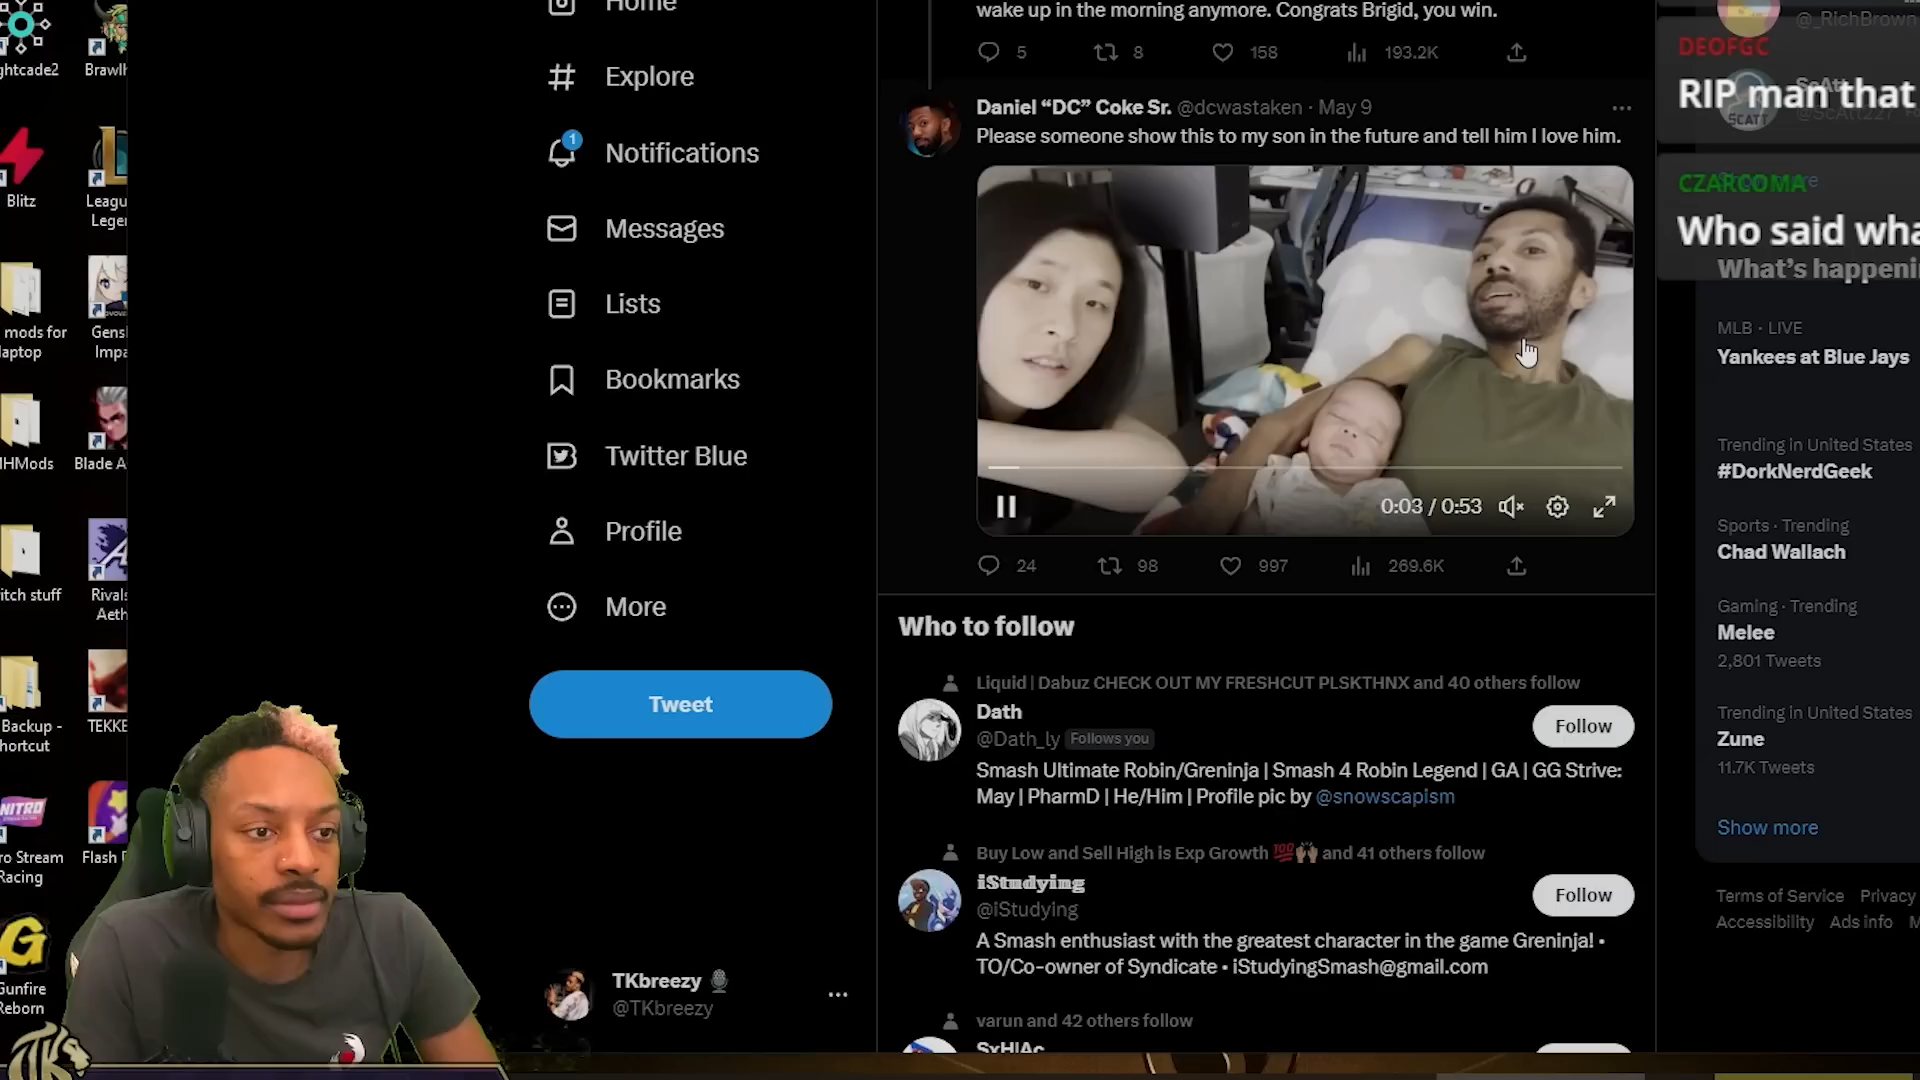 ghtcade2
Brawlh
Blitz
Leagu
Legen
mods for
laptop
Gensh
Impa
Blade A
Rivals
Aeth
Backup -
hortcut
TEKKE
ro Stream
Racing
Flash
Gunfire
Reborn
Home
Explore
1
Notifications
Messages
Lists
Bookmarks
Twitter Blue
Profile
More
Tweet
TKbreezy
@TKbreezy
wake up in the morning anymore. Congrats Brigid, you win.
5 8 158 193.2K
Daniel “DC” Coke Sr. @dcwastaken · May 9
Please someone show this to my son in the future and tell him I love him.
0:03 / 0:53
24 98 997 269.6K
Who to follow
Liquid | Dabuz CHECK OUT MY FRESHCUT PLSKTHNX and 40 others follow
Dath
@Dath_ly Follows you
Follow
Smash Ultimate Robin/Greninja | Smash 4 Robin Legend | GA | GG Strive:
May | PharmD | He/Him | Profile pic by @snowscapism
Buy Low and Sell High is Exp Growth 💯🙌🏽 and 41 others follow
iStudying
@iStudying
Follow
A Smash enthusiast with the greatest character in the game Greninja! •
TO/Co-owner of Syndicate • iStudyingSmash@gmail.com
varun and 42 others follow
@_RichBrown
DEOFGC
RIP man that
SCATT
CZARCOMA
Who said wha
What’s happenin
MLB · LIVE
Yankees at Blue Jays
Trending in United States
#DorkNerdGeek
Sports · Trending
Chad Wallach
Gaming · Trending
Melee
2,801 Tweets
Trending in United States
Zune
11.7K Tweets
Show more
Terms of Service Privacy
Accessibility Ads info
TK